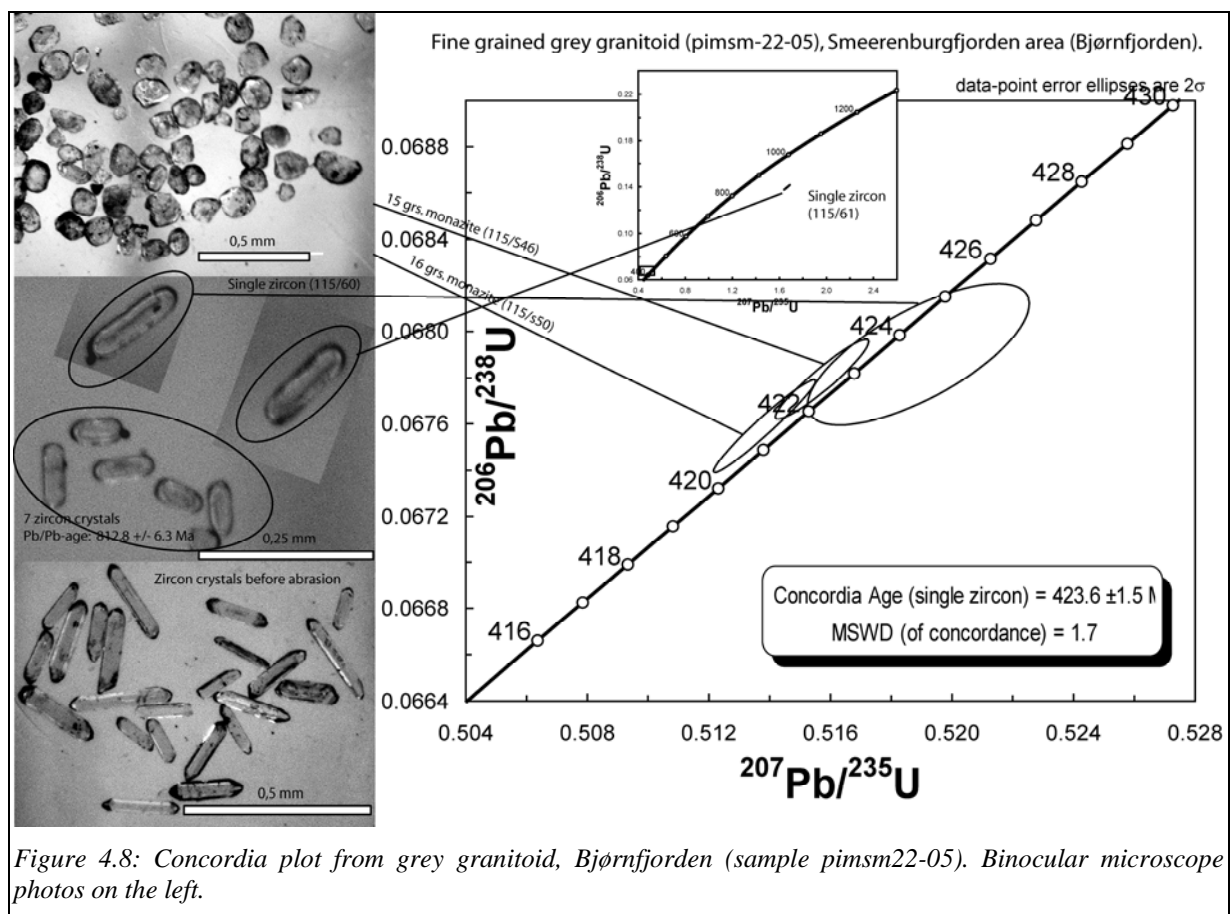 Fine grained grey granitoid (pimsm-22-05), Smeerenburgfjorden area (Bjørnfjorden).
data-point error ellipses are 2σ
0,5 mm
Single zircon (115/60)
7 zircon crystals
Pb/Pb-age: 812.8 +/- 6.3 Ma
0,25 mm
Zircon crystals before abrasion
0,5 mm
15 grs. monazite (115/S46)
16 grs. monazite (115/s50)
0.22
0.18
0.14
0.10
0.06
206Pb/238U
400
600
800
1000
1200
Single zircon
(115/61)
0.4 0.8 1.2 1.6 2.0 2.4
207Pb/235U
0.0688
0.0684
0.0680
0.0676
0.0672
0.0668
0.0664
206Pb/238U
430
428
426
424
422
420
418
416
Concordia Age (single zircon) = 423.6 ±1.5 M
MSWD (of concordance) = 1.7
0.504 0.508 0.512 0.516 0.520 0.524 0.528
207Pb/235U
Figure 4.8: Concordia plot from grey granitoid, Bjørnfjorden (sample pimsm22-05). Binocular microscope
photos on the left.